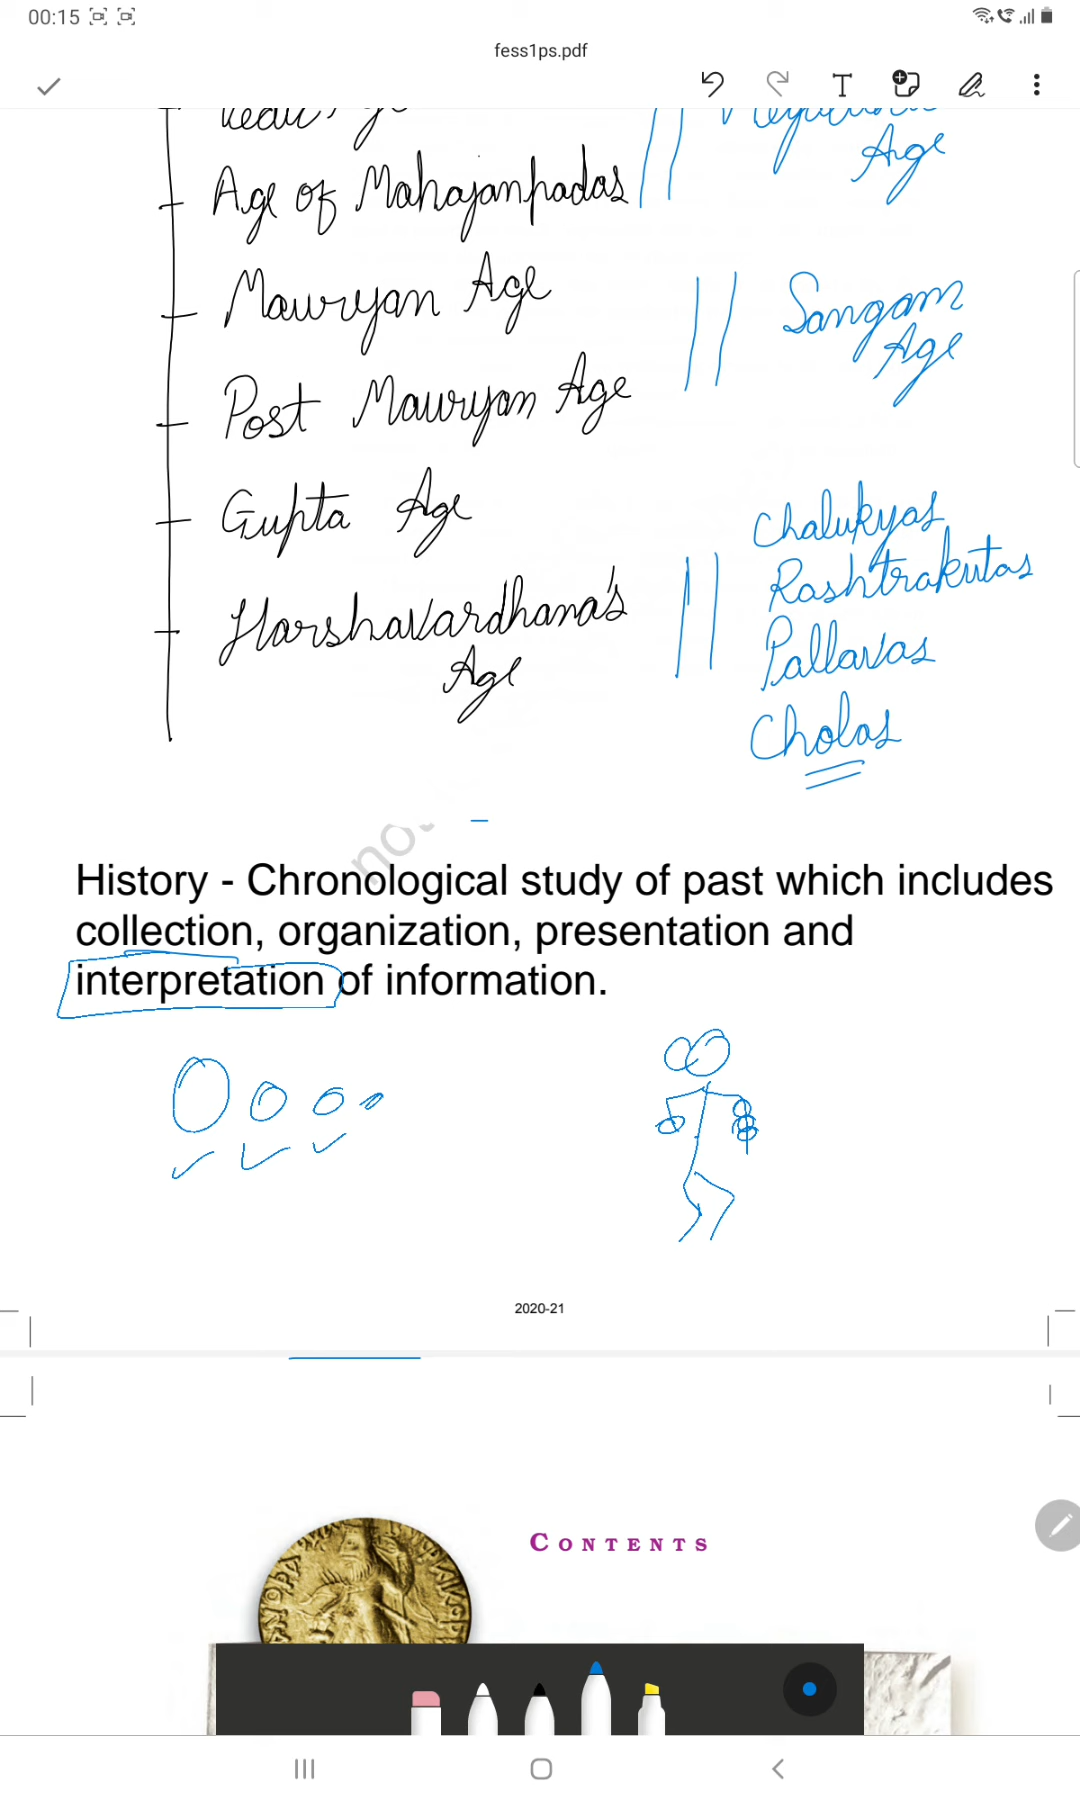 00:15
fess1ps.pdf
T
Age
Age of Mahajanpadas
Mauryan Age
Sangam
Age
Post Mauryan Age
Gupta Age
Chalukyas
Rashtrakutas
Harshavardhana's
Age
Pallavas
Cholas
not
History - Chronological study of past which includes
collection, organization, presentation and
interpretation of information.
2020-21
CONTENTS